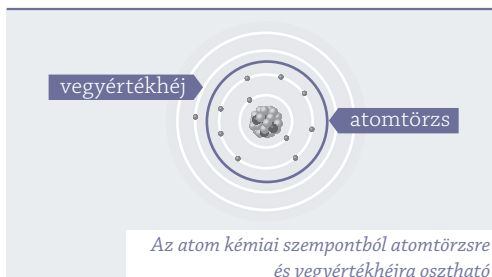 vegyértékhéj
atomtörzs
Az atom kémiai szempontból atomtörzsre
és vegyértékhéjra osztható